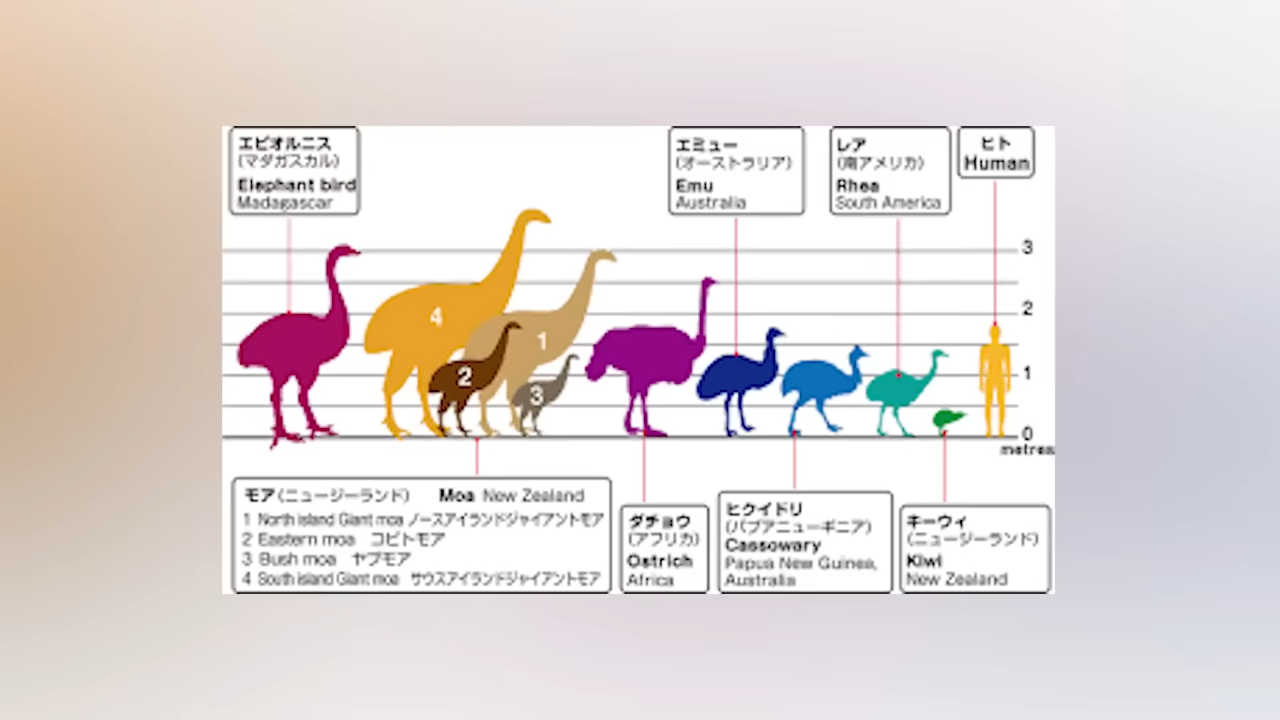 エピオルニス
(マダガスカル)
Elephant bird
Madagascar
エミュー
(オーストラリア)
Emu
Australia
レア
(南アメリカ)
Rhea
South America
ヒト
Human
3
2
1
0
metres
4
1
2
3
モア(ニュージーランド) Moa New Zealand
1 North island Giant moa ノースアイランドジャイアントモア
2 Eastern moa コビトモア
3 Bush moa ヤブモア
4 South island Giant moa サウスアイランドジャイアントモア
ダチョウ
(アフリカ)
Ostrich
Africa
ヒクイドリ
(パプアニューギニア)
Cassowary
Papua New Guinea,
Australia
キーウィ
(ニュージーランド)
Kiwi
New Zealand